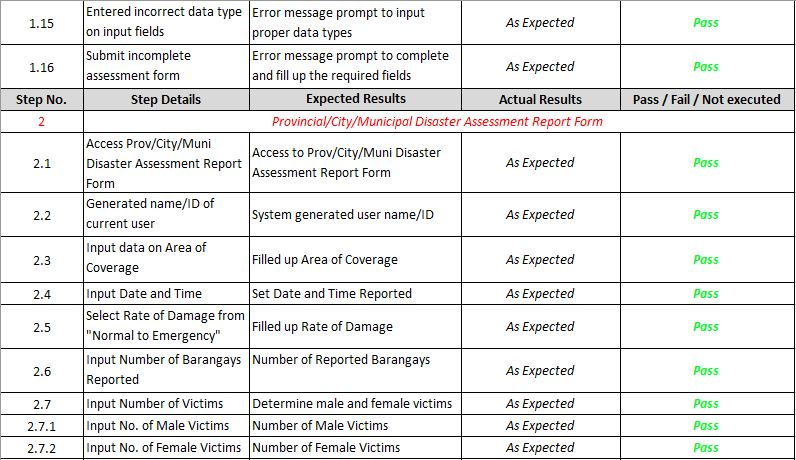 1.15 Entered incorrect data type on input fields Error message prompt to input proper data types As Expected Pass
1.16 Submit incomplete assessment form Error message prompt to complete and fill up the required fields As Expected Pass
Step No. Step Details Expected Results Actual Results Pass / Fail / Not executed
2 Provincial/City/Municipal Disaster Assessment Report Form
2.1 Access Prov/City/Muni Disaster Assessment Report Form Access to Prov/City/Muni Disaster Assessment Report Form As Expected Pass
2.2 Generated name/ID of current user System generated user name/ID As Expected Pass
2.3 Input data on Area of Coverage Filled up Area of Coverage As Expected Pass
2.4 Input Date and Time Set Date and Time Reported As Expected Pass
2.5 Select Rate of Damage from "Normal to Emergency" Filled up Rate of Damage As Expected Pass
2.6 Input Number of Barangays Reported Number of Reported Barangays As Expected Pass
2.7 Input Number of Victims Determine male and female victims As Expected Pass
2.7.1 Input No. of Male Victims Number of Male Victims As Expected Pass
2.7.2 Input No. of Female Victims Number of Female Victims As Expected Pass